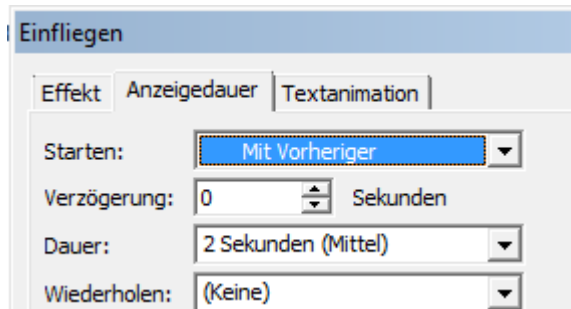 Einfliegen
Effekt Anzeigedauer Textanimation
Starten: Mit Vorheriger
Verzögerung: 0 Sekunden
Dauer: 2 Sekunden (Mittel)
Wiederholen: (Keine)